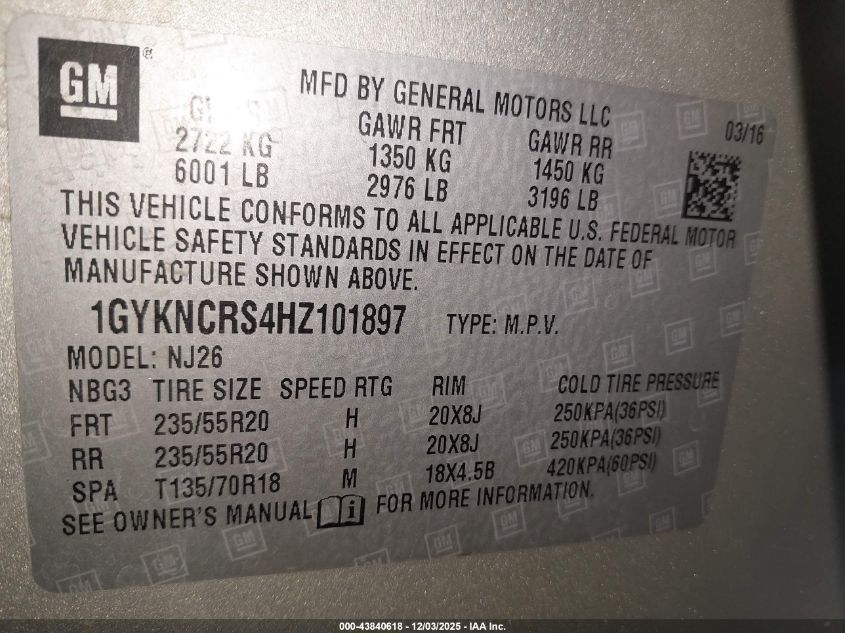 GM ®
MFD BY GENERAL MOTORS LLC
03/16
GAWR FRT GAWR RR
2722 KG 1350 KG 1450 KG
6001 LB 2976 LB 3196 LB
THIS VEHICLE CONFORMS TO ALL APPLICABLE U.S. FEDERAL MOTOR
VEHICLE SAFETY STANDARDS IN EFFECT ON THE DATE OF
MANUFACTURE SHOWN ABOVE.
1GYKNCRS4HZ101897 TYPE: M.P.V.
MODEL: NJ26
NBG3 TIRE SIZE SPEED RTG RIM COLD TIRE PRESSURE
FRT 235/55R20 H 20X8J 250KPA(36PSI)
RR 235/55R20 H 20X8J 250KPA(36PSI)
SPA T135/70R18 M 18X4.5B 420KPA(60PSI)
SEE OWNER'S MANUAL i FOR MORE INFORMATION.
000-43840618 - 12/03/2025 - IAA Inc.